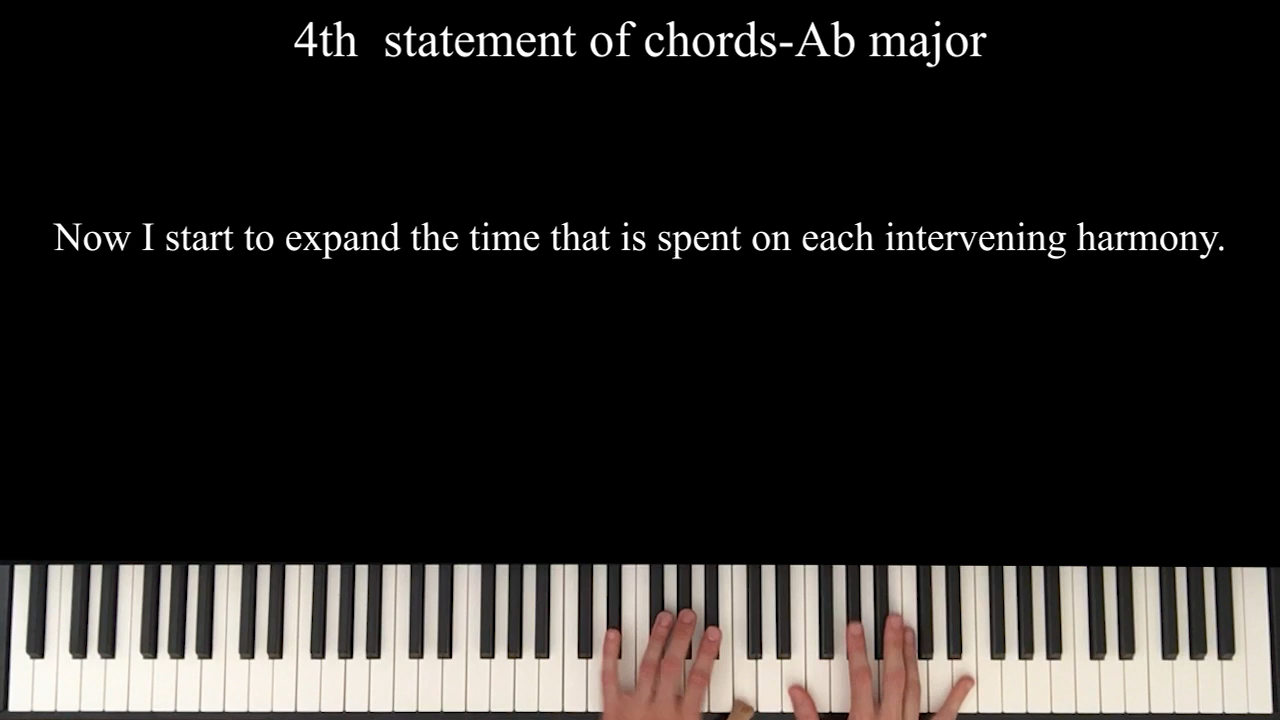 4th  statement of chords-Ab major
Now I start to expand the time that is spent on each intervening harmony.